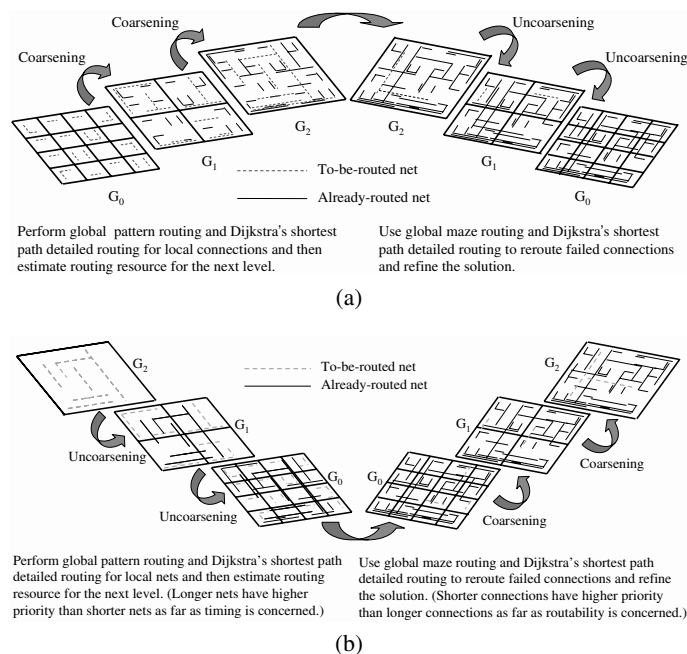 Coarsening
Uncoarsening
Coarsening
Uncoarsening
G2
G2
G1
G1
G0
G0
To-be-routed net
Already-routed net
Perform global pattern routing and Dijkstra's shortest
path detailed routing for local connections and then
estimate routing resource for the next level.
Use global maze routing and Dijkstra's shortest
path detailed routing to reroute failed connections
and refine the solution.
(a)
G2
To-be-routed net
Already-routed net
G2
G1
Uncoarsening
G1
Coarsening
G0
G0
Uncoarsening
Coarsening
Perform global pattern routing and Dijkstra's shortest path
detailed routing for local nets and then estimate routing
resource for the next level. (Longer nets have higher
priority than shorter nets as far as timing is concerned.)
Use global maze routing and Dijkstra's shortest path
detailed routing to reroute failed connections and refine
the solution. (Shorter connections have higher priority
than longer connections as far as routability is concerned.)
(b)